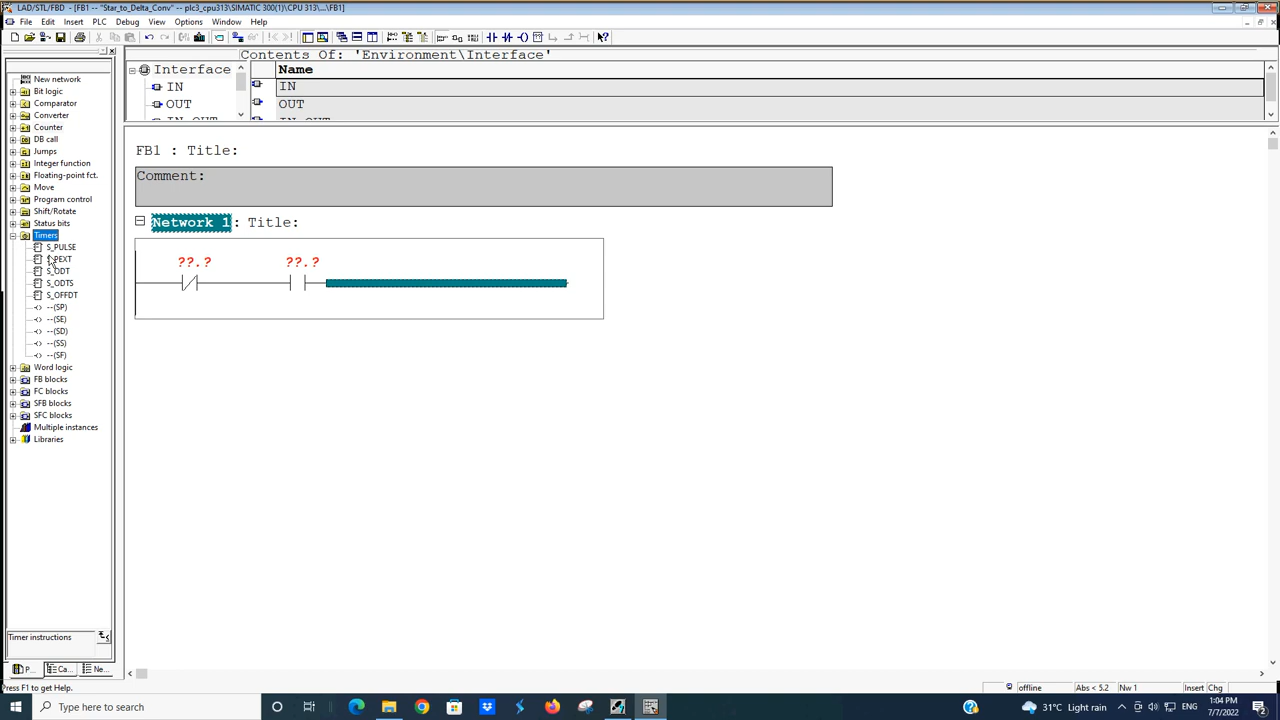 LAD/STL/FBD - [FB1 -- "Star_to_Delta_Conv" -- plc3_cpu313\SIMATIC 300(1)\CPU 313\...\FB1]
File Edit Insert PLC Debug View Options Window Help
Contents Of: 'Environment\Interface'
Interface
IN
OUT
IN_OUT
Name
IN
OUT
IN_OUT
New network
Bit logic
Comparator
Converter
Counter
DB call
Jumps
Integer function
Floating-point fct.
Move
Program control
Shift/Rotate
Status bits
Timers
S_PULSE
S_PEXT
S_ODT
S_ODTS
S_OFFDT
--(SP)
--(SE)
--(SD)
--(SS)
--(SF)
Word logic
FB blocks
FC blocks
SFB blocks
SFC blocks
Multiple instances
Libraries
FB1 : Title:
Comment:
Network 1: Title:
??.? ??.?
Timer instructions
P... Ca... Ne...
Press F1 to get Help.
offline Abs < 5.2 Nw 1 Insert Chg
Type here to search
31°C Light rain
ENG
1:04 PM
7/7/2022
2